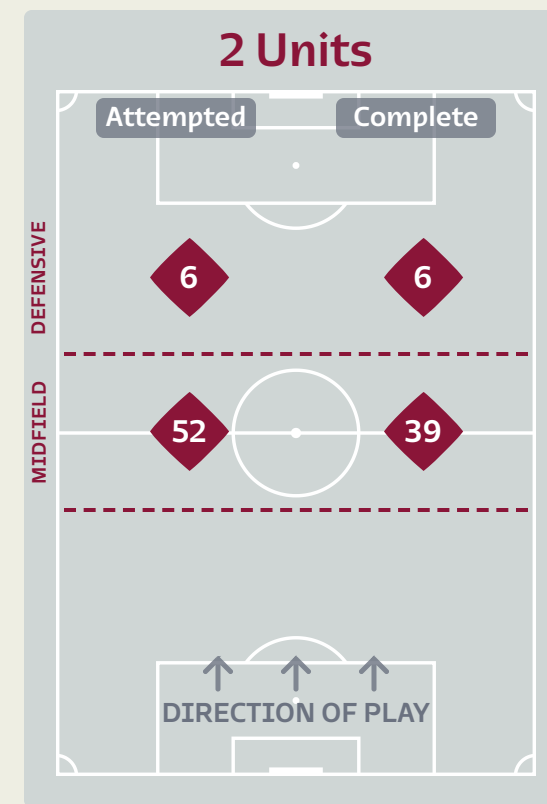 2 Units
Attempted Complete
DEFENSIVE
6 6
MIDFIELD
52 39
DIRECTION OF PLAY